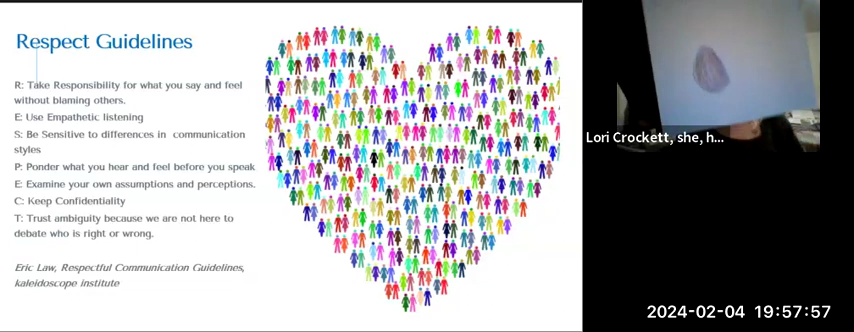 Respect Guidelines
R: Take Responsibility for what you say and feel
without blaming others.
E: Use Empathetic listening
S: Be Sensitive to differences in communication
styles
P: Ponder what you hear and feel before you speak
E: Examine your own assumptions and perceptions.
C: Keep Confidentiality
T: Trust ambiguity because we are not here to
debate who is right or wrong.
Eric Law, Respectful Communication Guidelines,
kaleidoscope institute
Lori Crockett, she, h...
2024-02-04 19:57:57